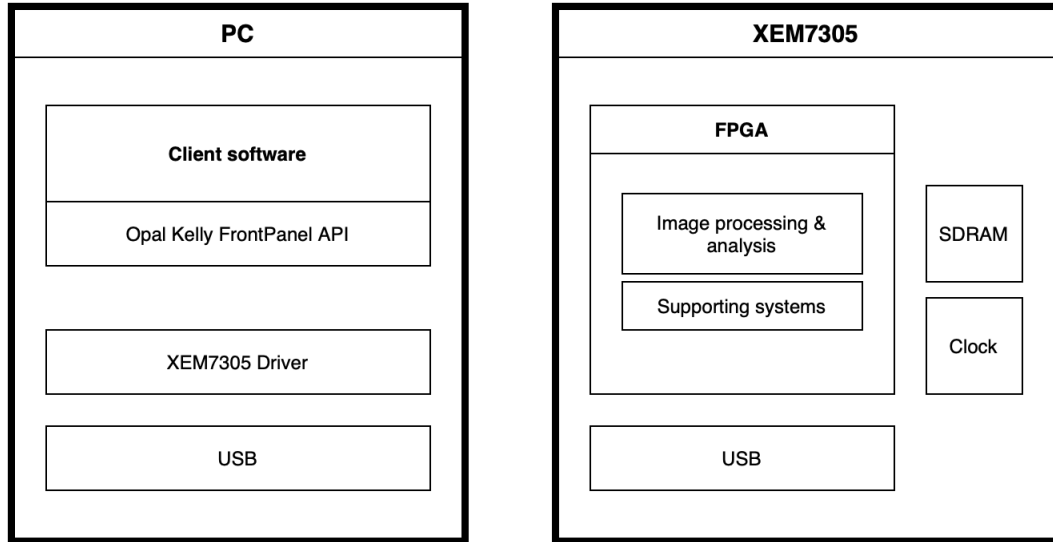 PC
Client software
Opal Kelly FrontPanel API
XEM7305 Driver
USB
XEM7305
FPGA
Image processing &
analysis
Supporting systems
SDRAM
Clock
USB